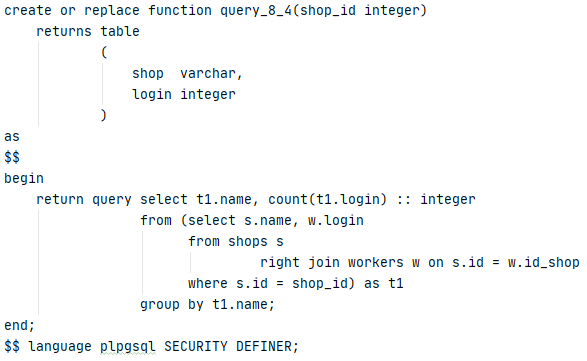 create or replace function query_8_4(shop_id integer)
    returns table
            (
                shop  varchar,
                login integer
            )
as
$$
begin
    return query select t1.name, count(t1.login) :: integer
                 from (select s.name, w.login
                       from shops s
                                right join workers w on s.id = w.id_shop
                       where s.id = shop_id) as t1
                 group by t1.name;
end;
$$ language plpgsql SECURITY DEFINER;